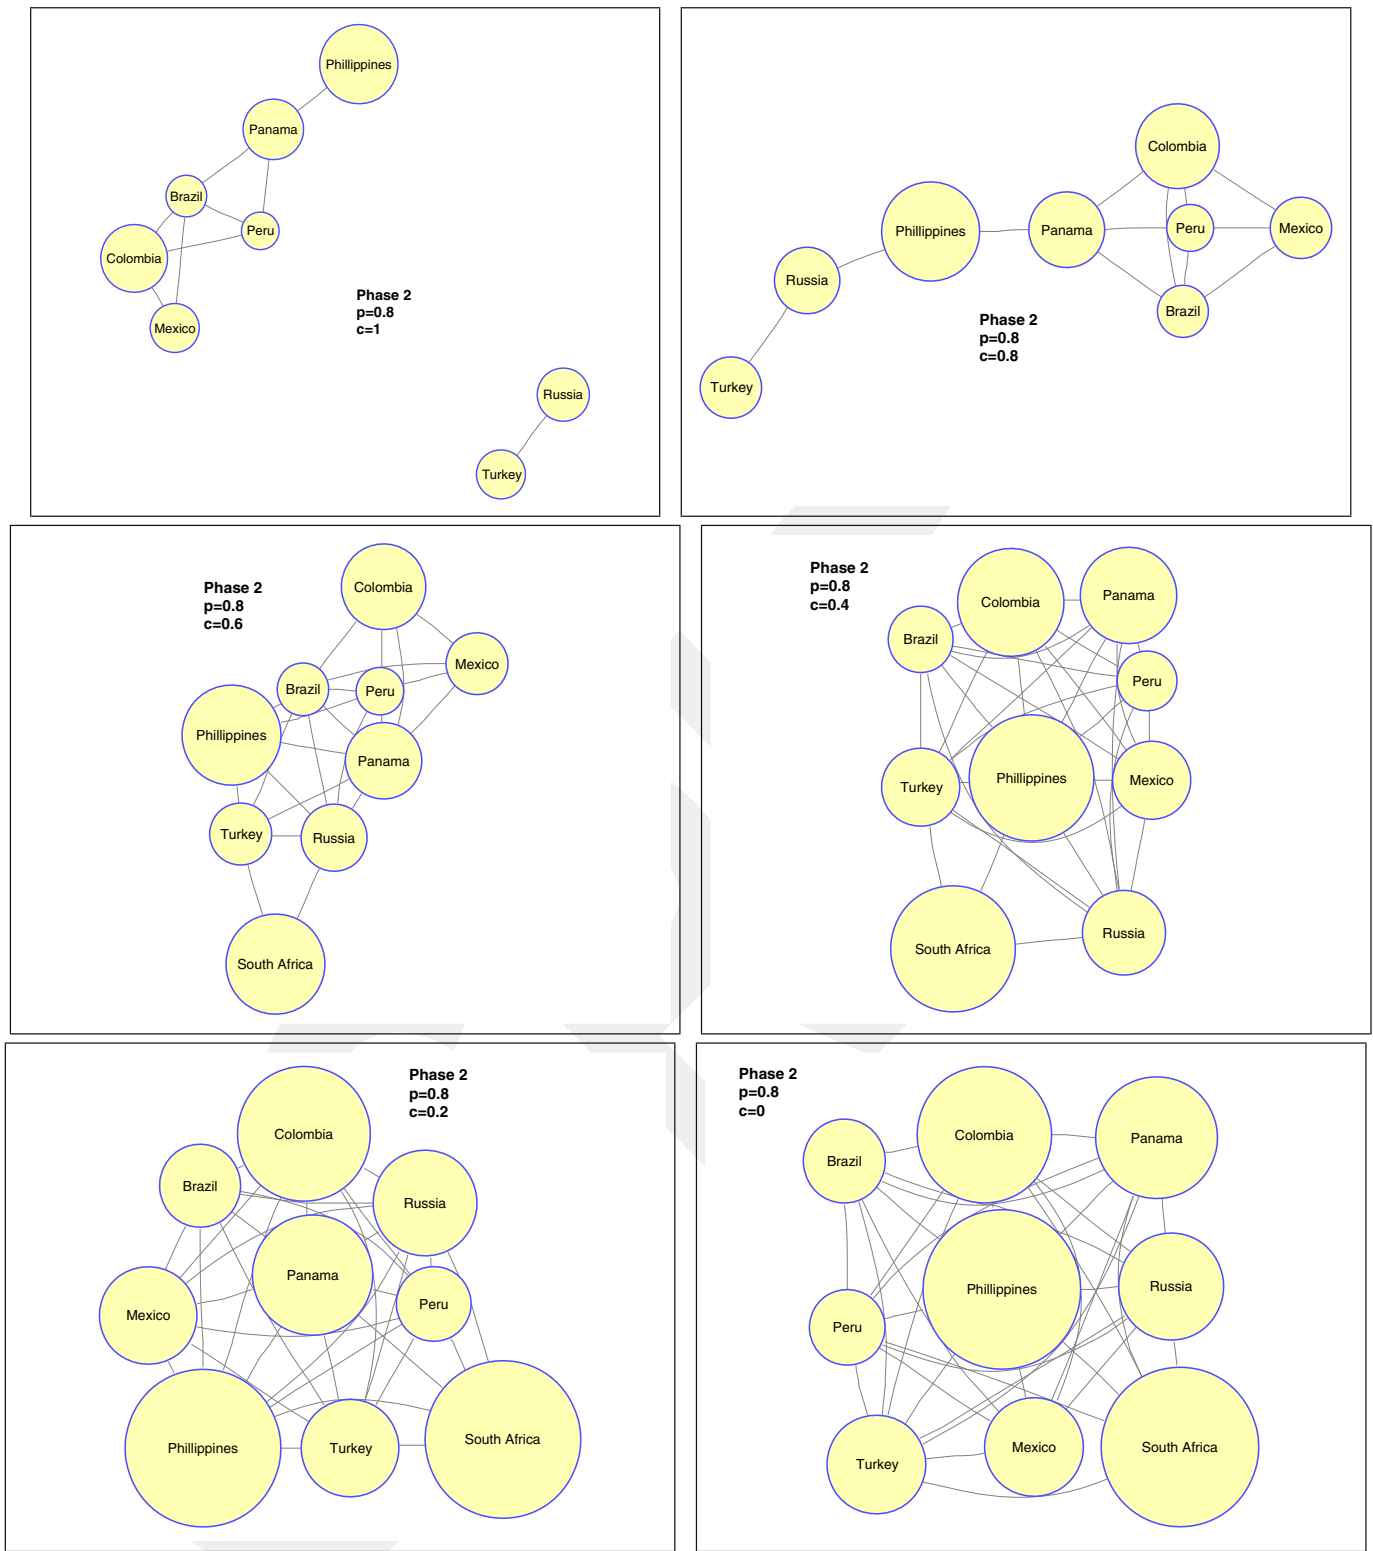 Phillippines
Panama
Brazil
Peru
Colombia
Mexico
Phase 2
p=0.8
c=1
Russia
Turkey
Colombia
Phillippines
Panama
Peru
Mexico
Russia
Brazil
Phase 2
p=0.8
c=0.8
Turkey
Phase 2
p=0.8
c=0.6
Colombia
Mexico
Brazil
Peru
Phillippines
Panama
Turkey
Russia
South Africa
Phase 2
p=0.8
c=0.4
Colombia
Panama
Brazil
Peru
Phillippines
Mexico
Turkey
Russia
South Africa
Phase 2
p=0.8
c=0.2
Colombia
Brazil
Russia
Panama
Peru
Mexico
Phillippines
Turkey
South Africa
Phase 2
p=0.8
c=0
Colombia
Panama
Brazil
Phillippines
Russia
Peru
Mexico
South Africa
Turkey